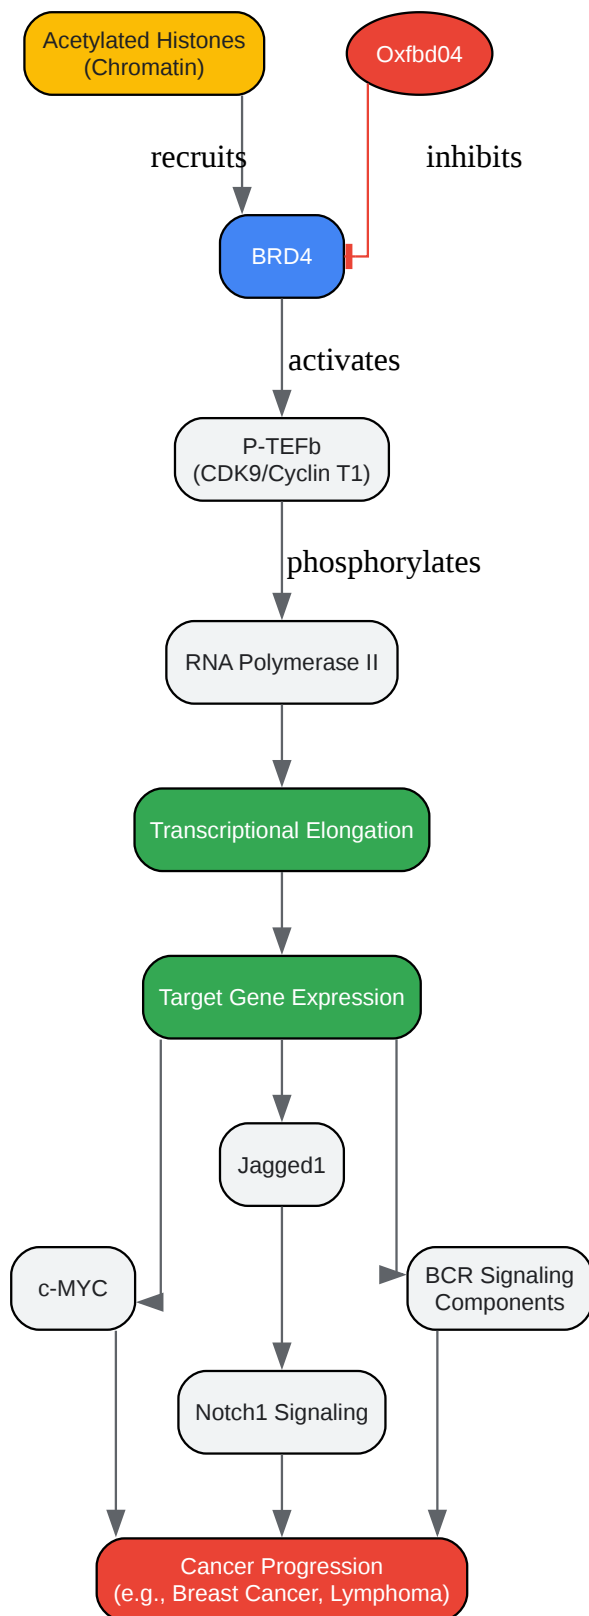 Acetylated Histones
(Chromatin)
Oxfbd04
recruits
inhibits
BRD4
activates
P-TEFb
(CDK9/Cyclin T1)
phosphorylates
RNA Polymerase II
Transcriptional Elongation
Target Gene Expression
Jagged1
c-MYC
BCR Signaling
Components
Notch1 Signaling
Cancer Progression
(e.g., Breast Cancer, Lymphoma)